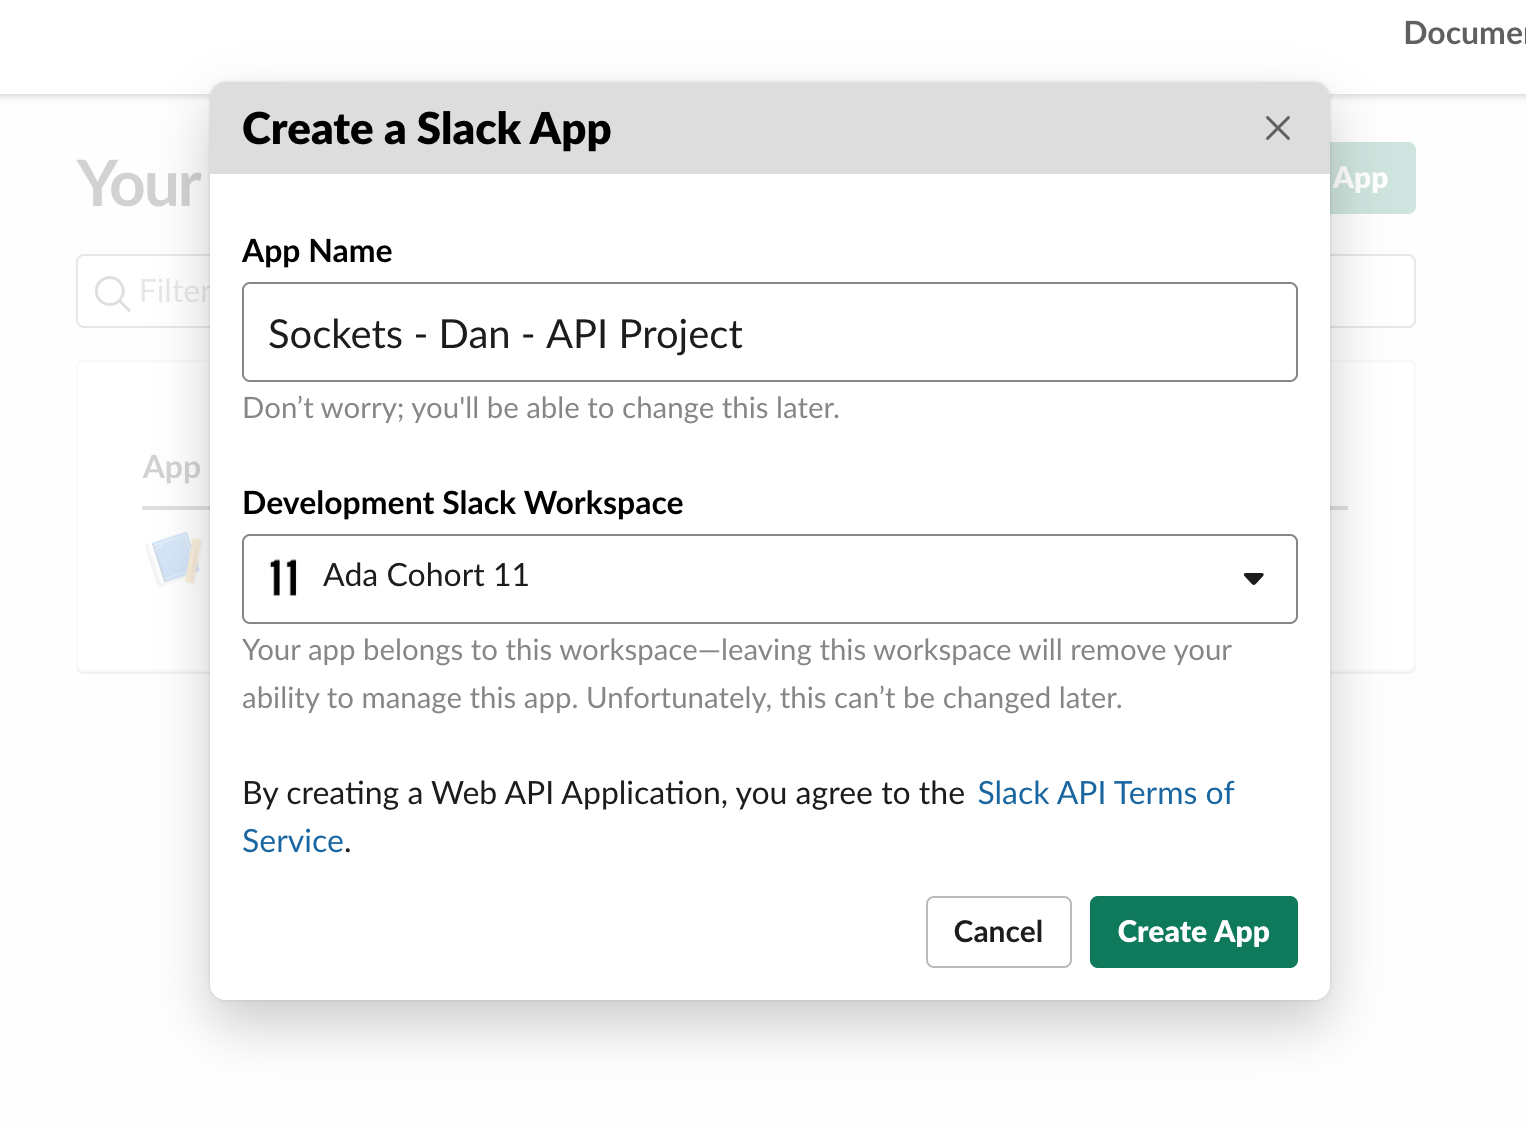 Docume
Create a Slack App
Your
App
App Name
Filter
Sockets - Dan - API Project
Don’t worry; you'll be able to change this later.
App
Development Slack Workspace
11 Ada Cohort 11
Your app belongs to this workspace—leaving this workspace will remove your
ability to manage this app. Unfortunately, this can’t be changed later.
By creating a Web API Application, you agree to the Slack API Terms of
Service.
Cancel
Create App